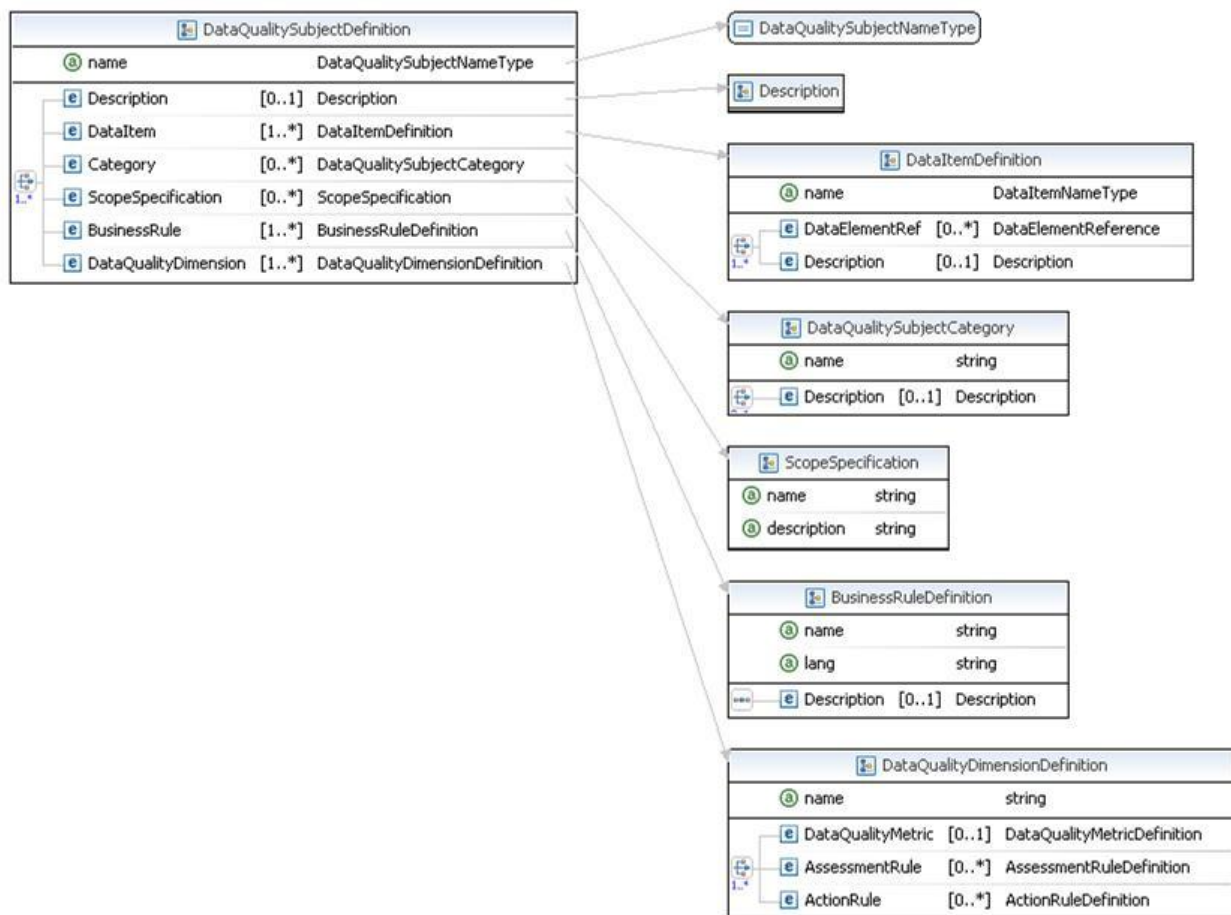 DataQualitySubjectDefinition
name DataQualitySubjectNameType
Description [0..1] Description
DataItem [1..*] DataItemDefinition
Category [0..*] DataQualitySubjectCategory
ScopeSpecification [0..*] ScopeSpecification
1..*
BusinessRule [1..*] BusinessRuleDefinition
DataQualityDimension [1..*] DataQualityDimensionDefinition
DataQualitySubjectNameType
Description
DataItemDefinition
name DataItemNameType
DataElementRef [0..*] DataElementReference
Description [0..1] Description
1..*
DataQualitySubjectCategory
name string
Description [0..1] Description
ScopeSpecification
name string
description string
BusinessRuleDefinition
name string
lang string
Description [0..1] Description
DataQualityDimensionDefinition
name string
DataQualityMetric [0..1] DataQualityMetricDefinition
AssessmentRule [0..*] AssessmentRuleDefinition
1..*
ActionRule [0..*] ActionRuleDefinition